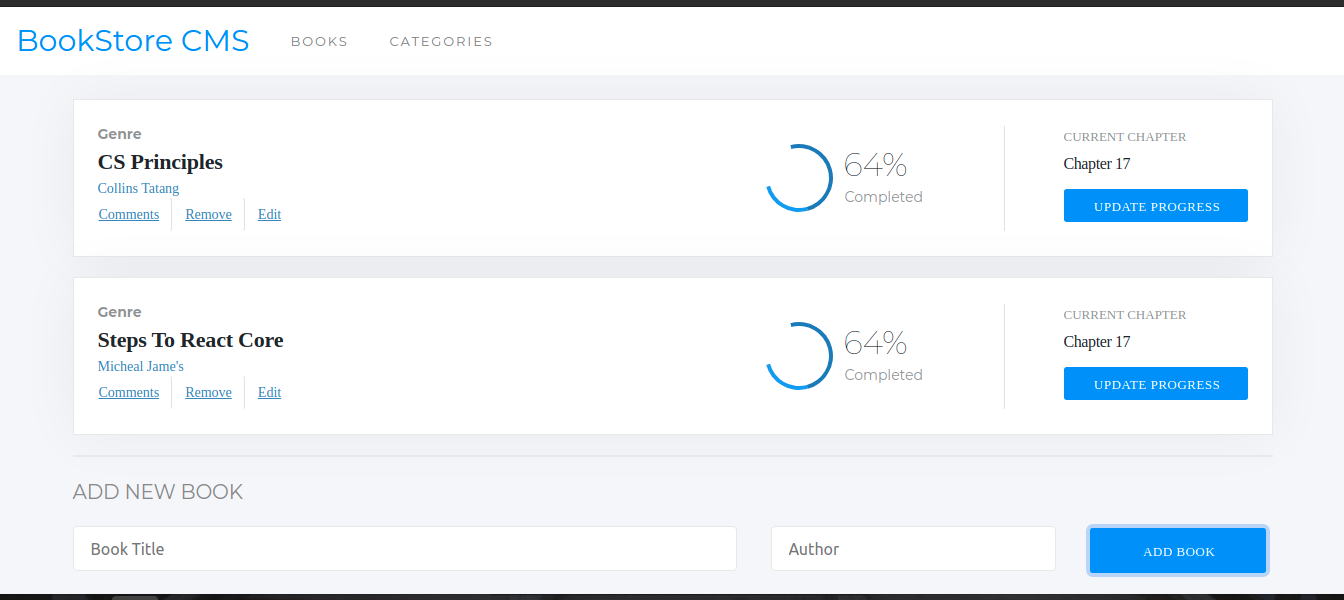 BookStore CMS BOOKS CATEGORIES
Genre
CS Principles
Collins Tatang
Comments Remove Edit
64%
Completed
CURRENT CHAPTER
Chapter 17
UPDATE PROGRESS
Genre
Steps To React Core
Micheal Jame's
Comments Remove Edit
64%
Completed
CURRENT CHAPTER
Chapter 17
UPDATE PROGRESS
ADD NEW BOOK
Book Title Author ADD BOOK